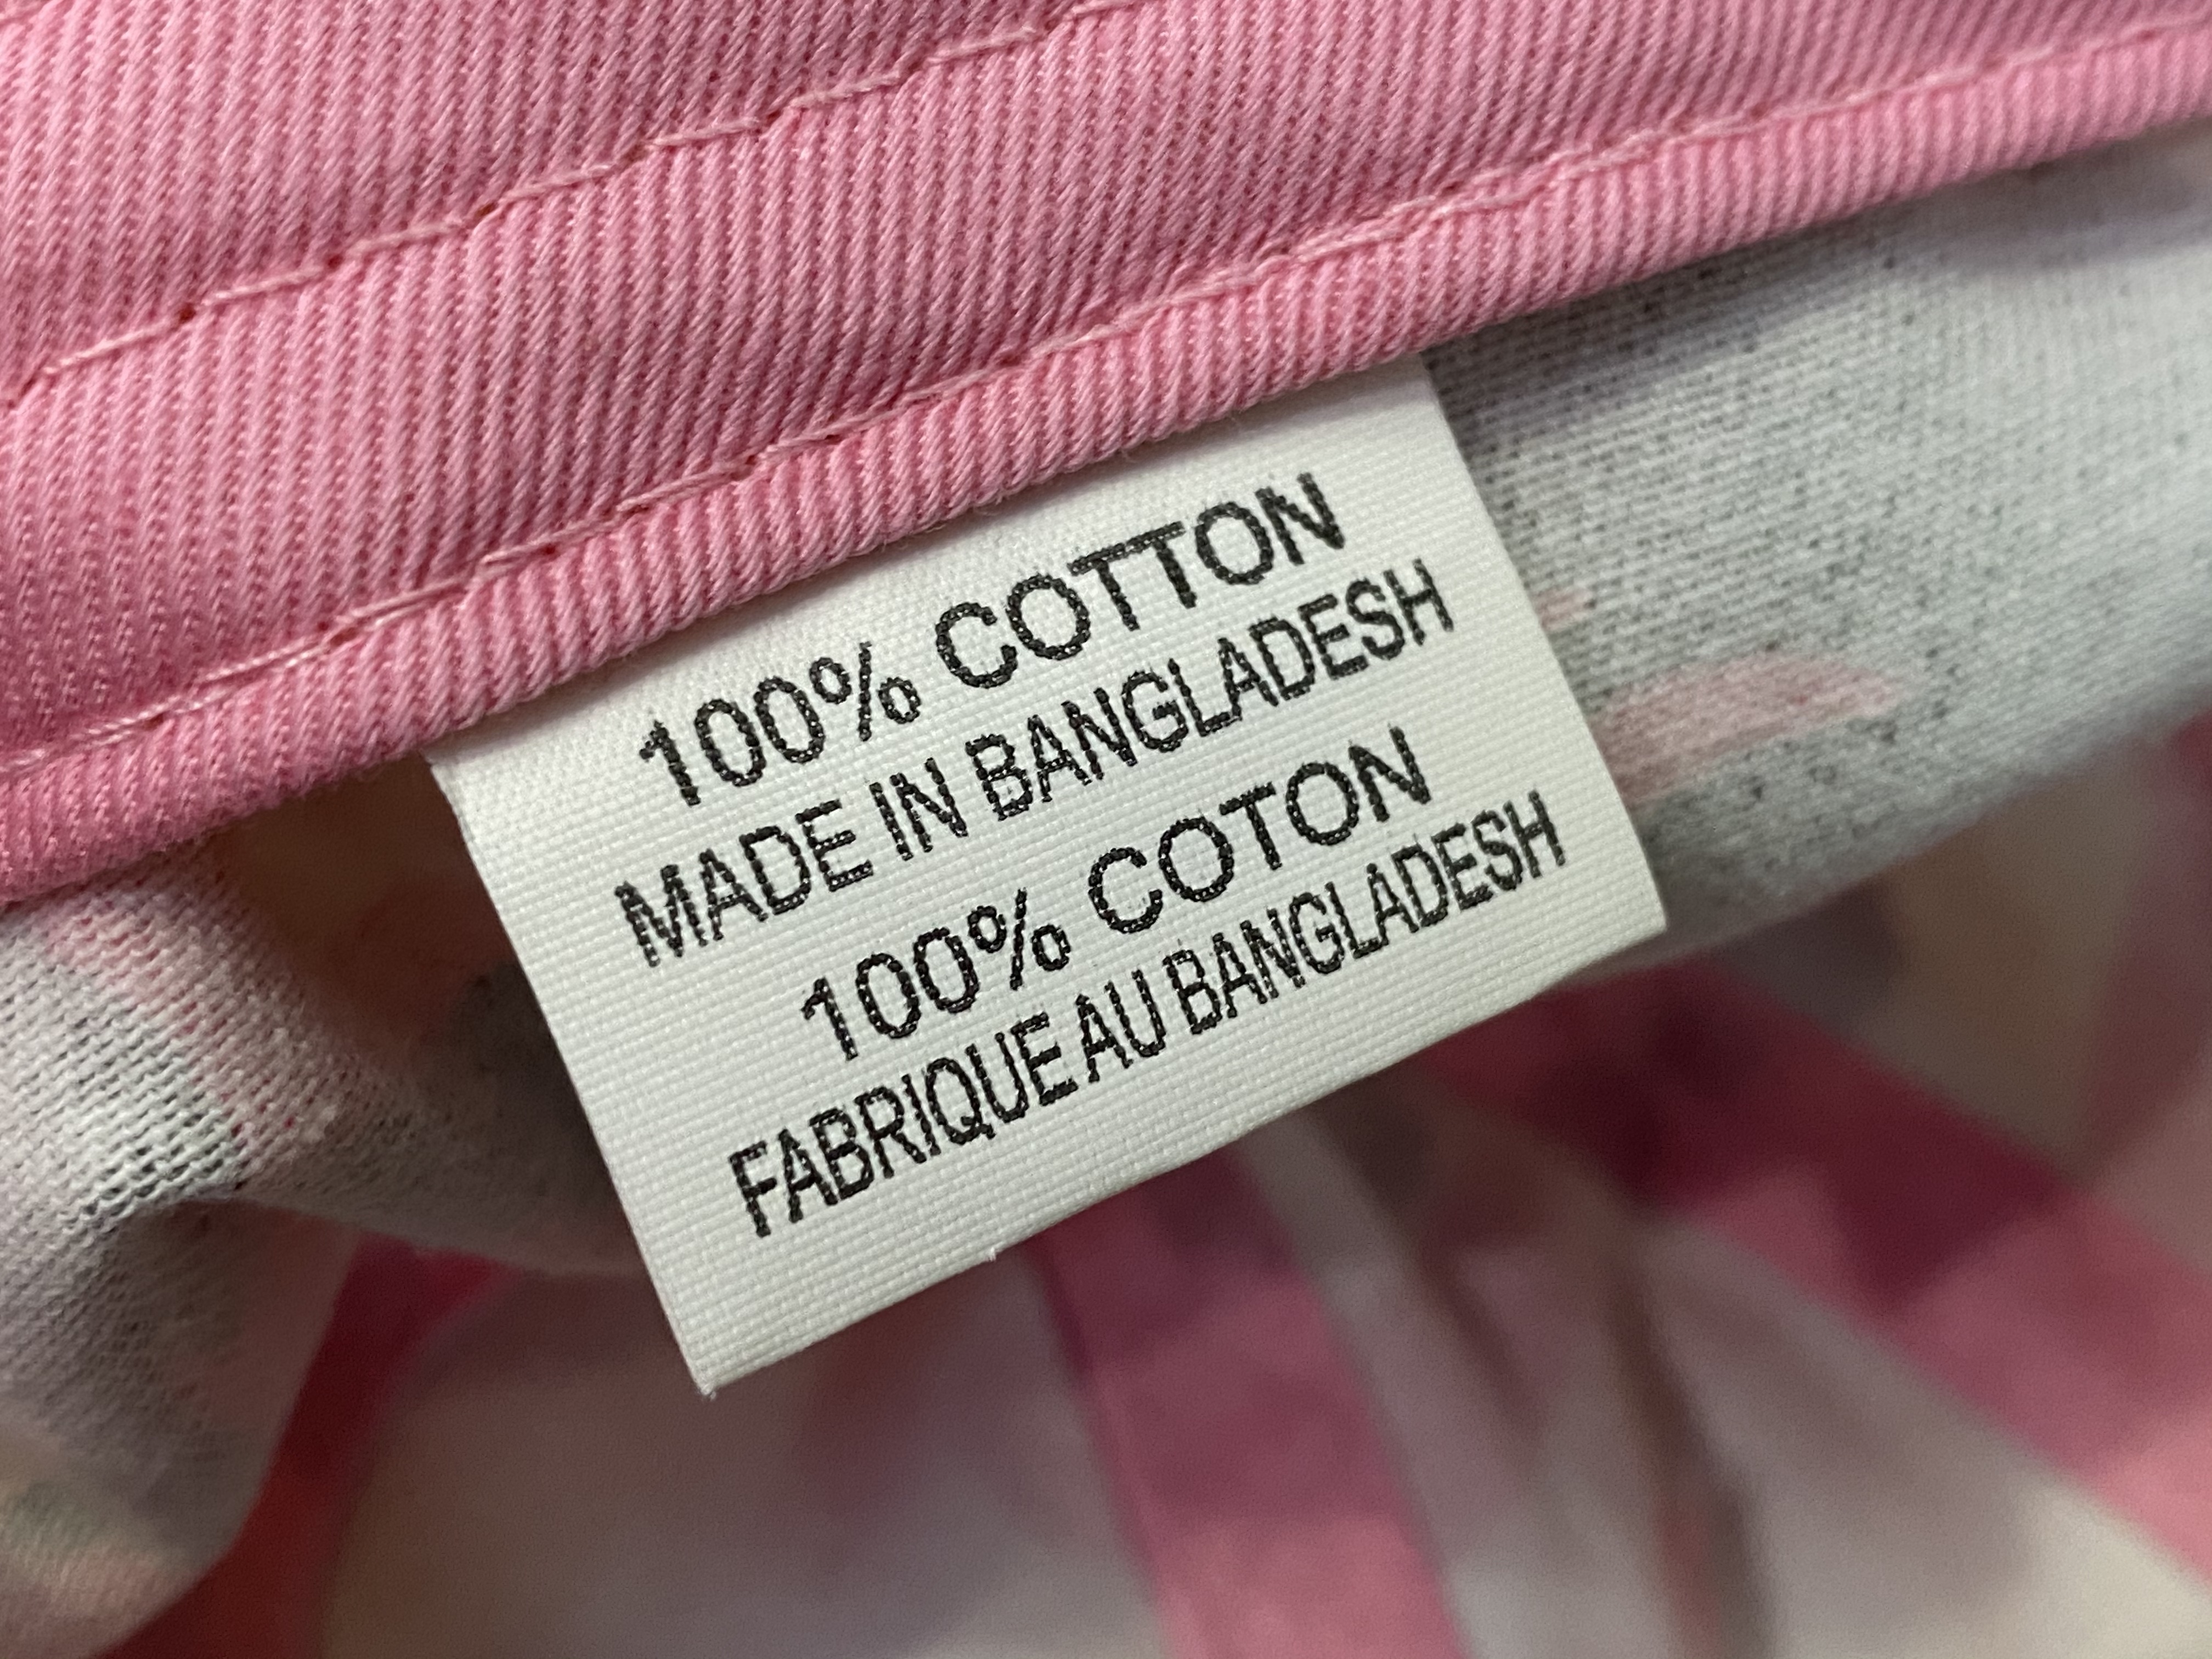 100% COTTON
MADE IN BANGLADESH
100% COTON
FABRIQUE AU BANGLADESH